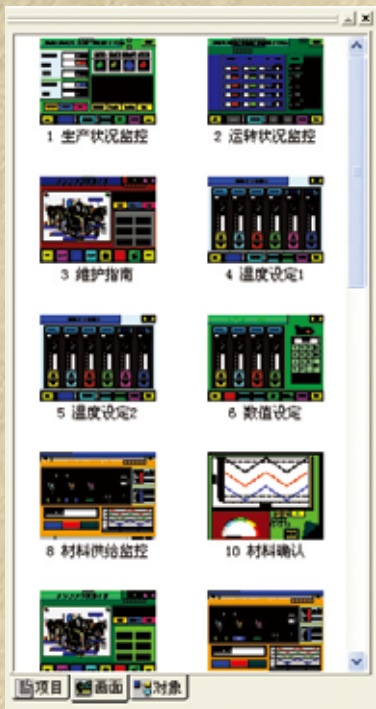 1 生产状况监控
2 运转状况监控
3 维护指南
4 温度设定1
5 温度设定2
6 数值设定
8 材料供给监控
10 材料确认
项目 画面 对象